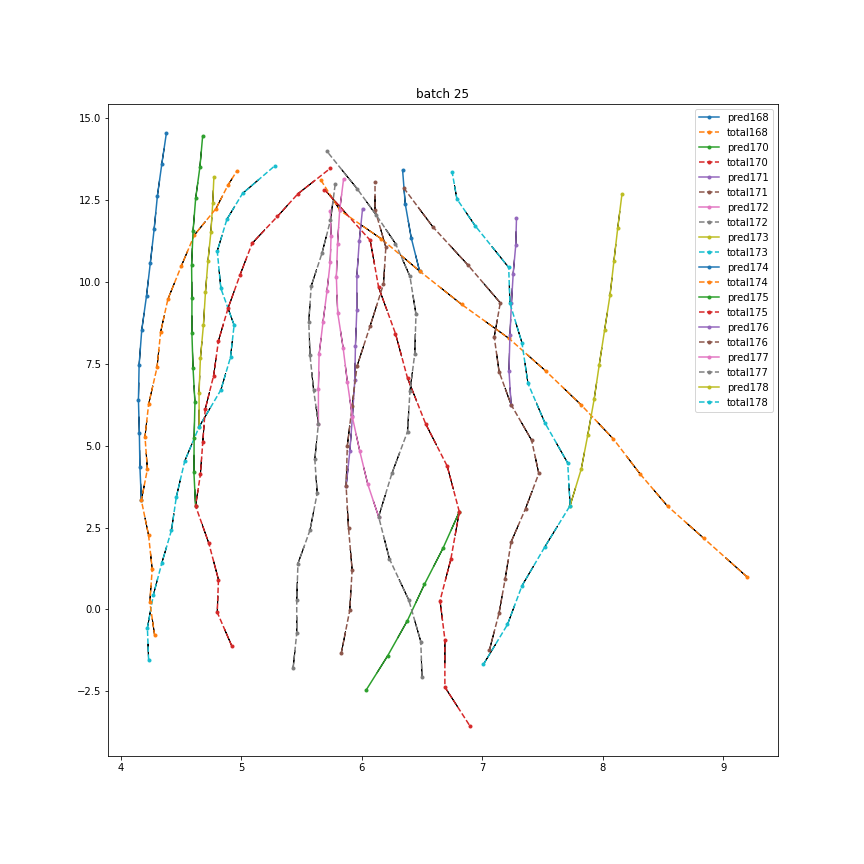 batch 25
15.0
12.5
10.0
7.5
5.0
2.5
0.0
−2.5
4
5
6
7
8
9
pred168
total168
pred170
total170
pred171
total171
pred172
total172
pred173
total173
pred174
total174
pred175
total175
pred176
total176
pred177
total177
pred178
total178